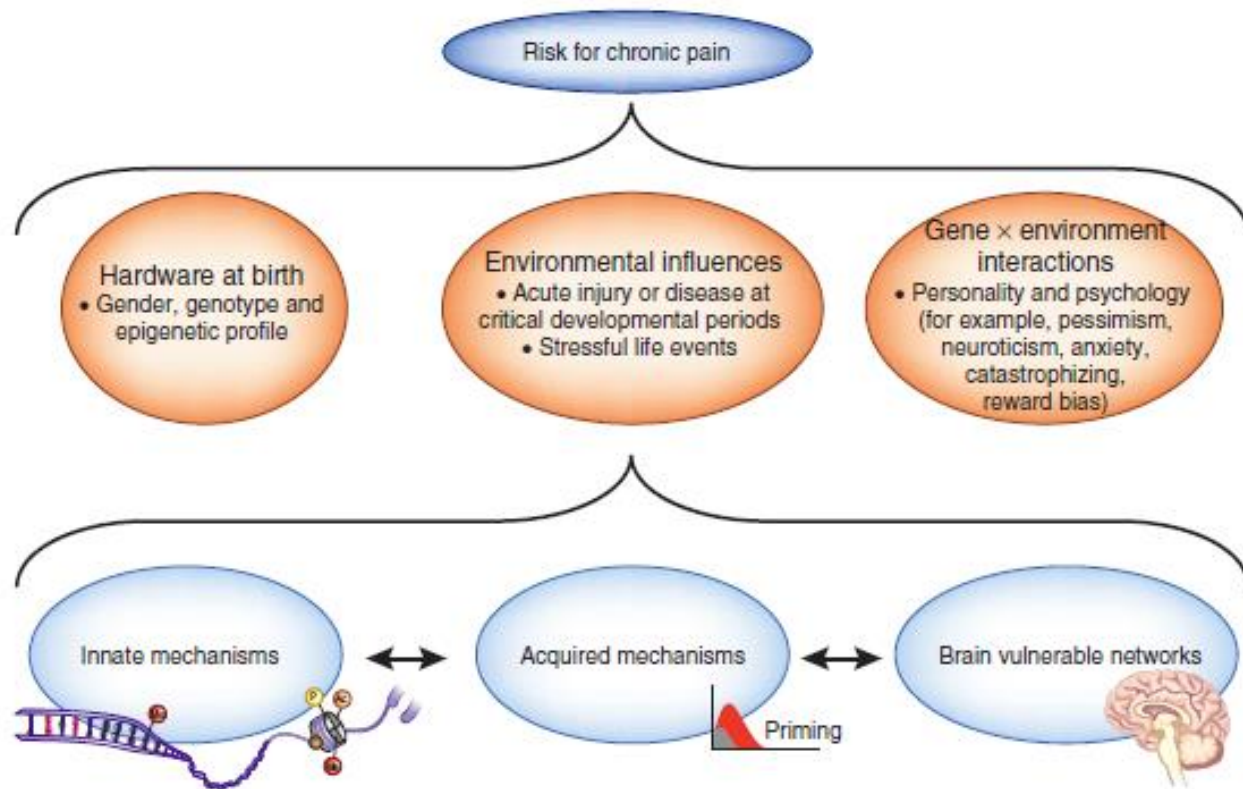 Risk for chronic pain
Hardware at birth
• Gender, genotype and
epigenetic profile
Environmental influences
• Acute injury or disease at
critical developmental periods
• Stressful life events
Gene × environment
interactions
• Personality and psychology
(for example, pessimism,
neuroticism, anxiety,
catastrophizing,
reward bias)
Innate mechanisms
Acquired mechanisms
Brain vulnerable networks
P
Priming